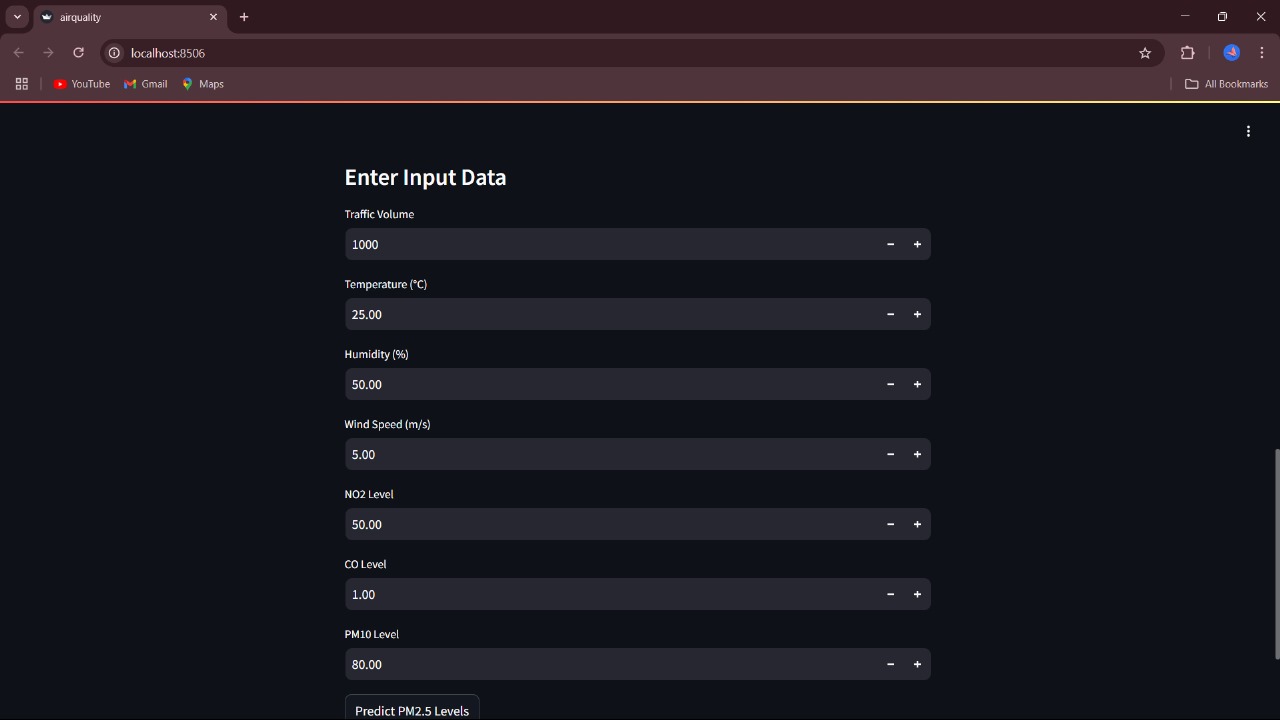 airquality
localhost:8506
YouTube
Gmail
Maps
All Bookmarks
Enter Input Data
Traffic Volume
1000
Temperature (°C)
25.00
Humidity (%)
50.00
Wind Speed (m/s)
5.00
NO2 Level
50.00
CO Level
1.00
PM10 Level
80.00
Predict PM2.5 Levels